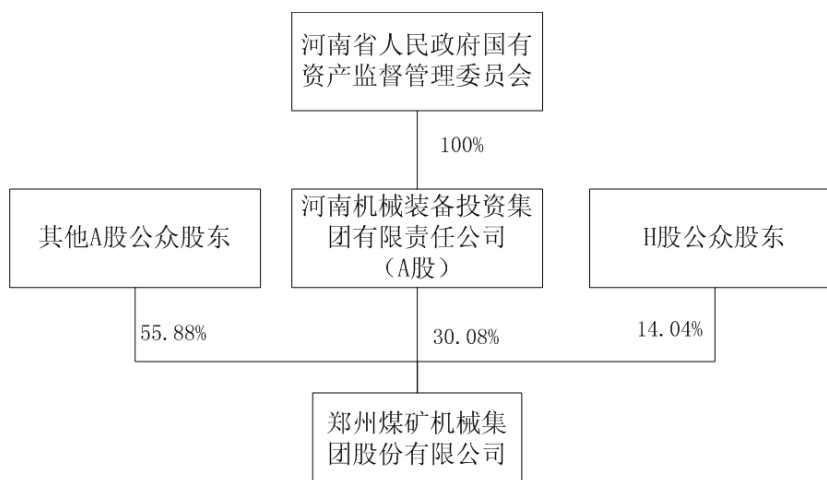 河南省人民政府国有
资产监督管理委员会
100%
其他A股公众股东
河南机械装备投资集
团有限责任公司
（A股）
H股公众股东
55.88%
30.08%
14.04%
郑州煤矿机械集
团股份有限公司